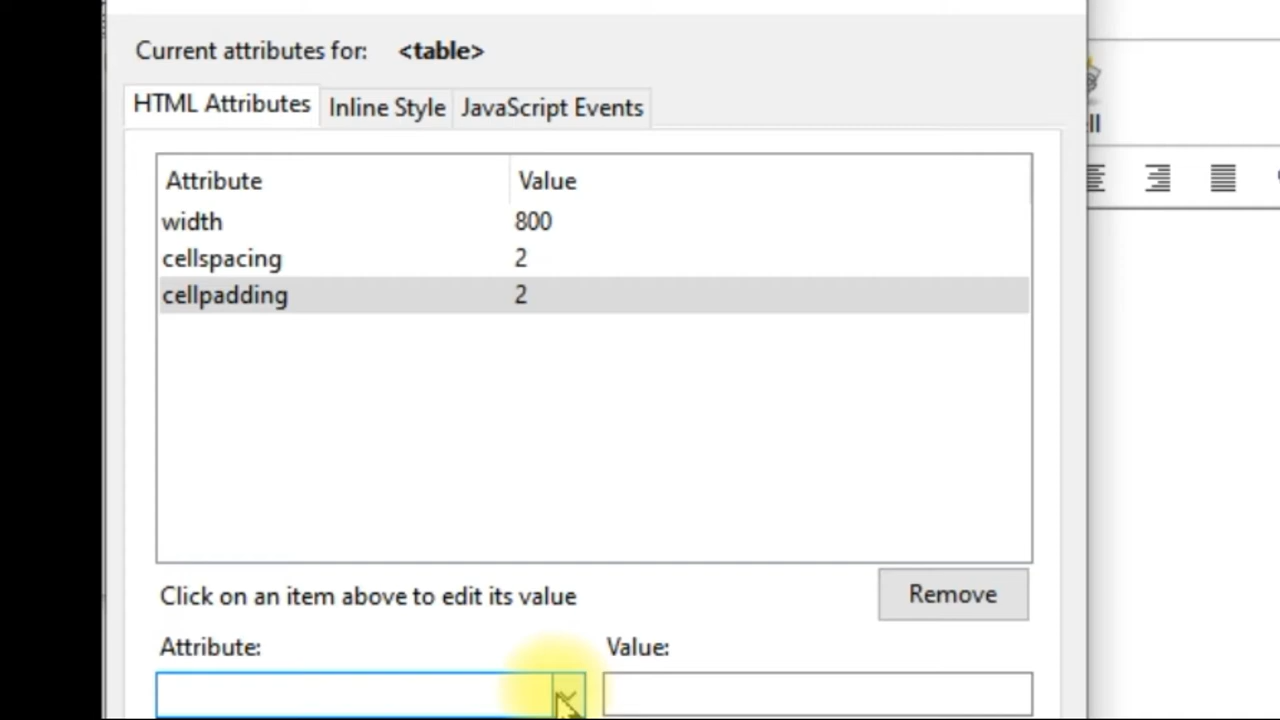 Current attributes for: <table>
HTML Attributes Inline Style JavaScript Events
Attribute Value
width 800
cellspacing 2
cellpadding 2
Click on an item above to edit its value Remove
Attribute: Value: